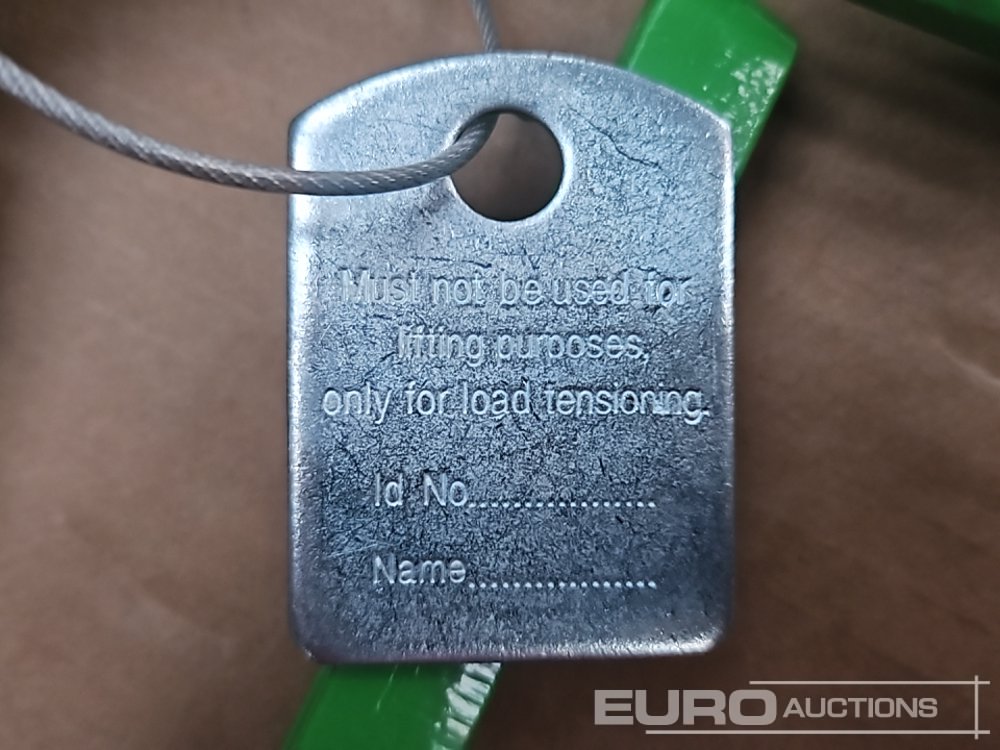 Must not be used for
lifting purposes,
only for load tensioning.
Id No.................
Name.................
EURO AUCTIONS